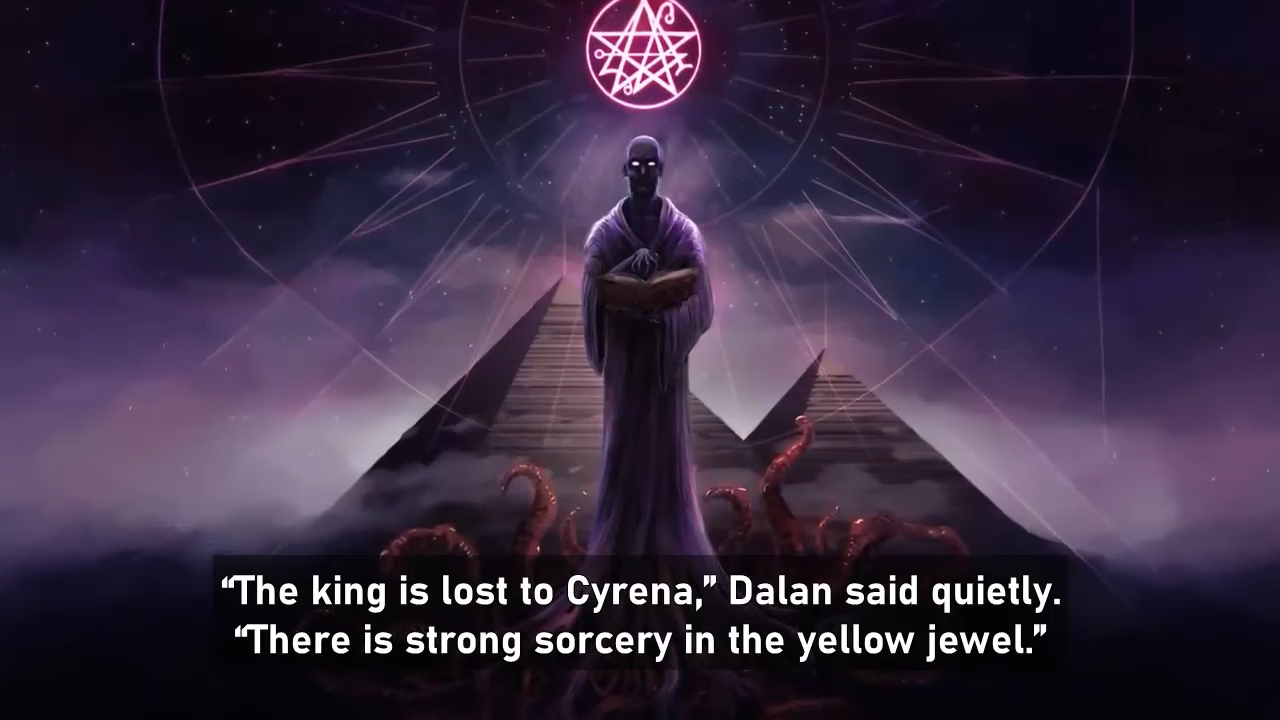 “The king is lost to Cyrena,” Dalan said quietly.
“There is strong sorcery in the yellow jewel.”